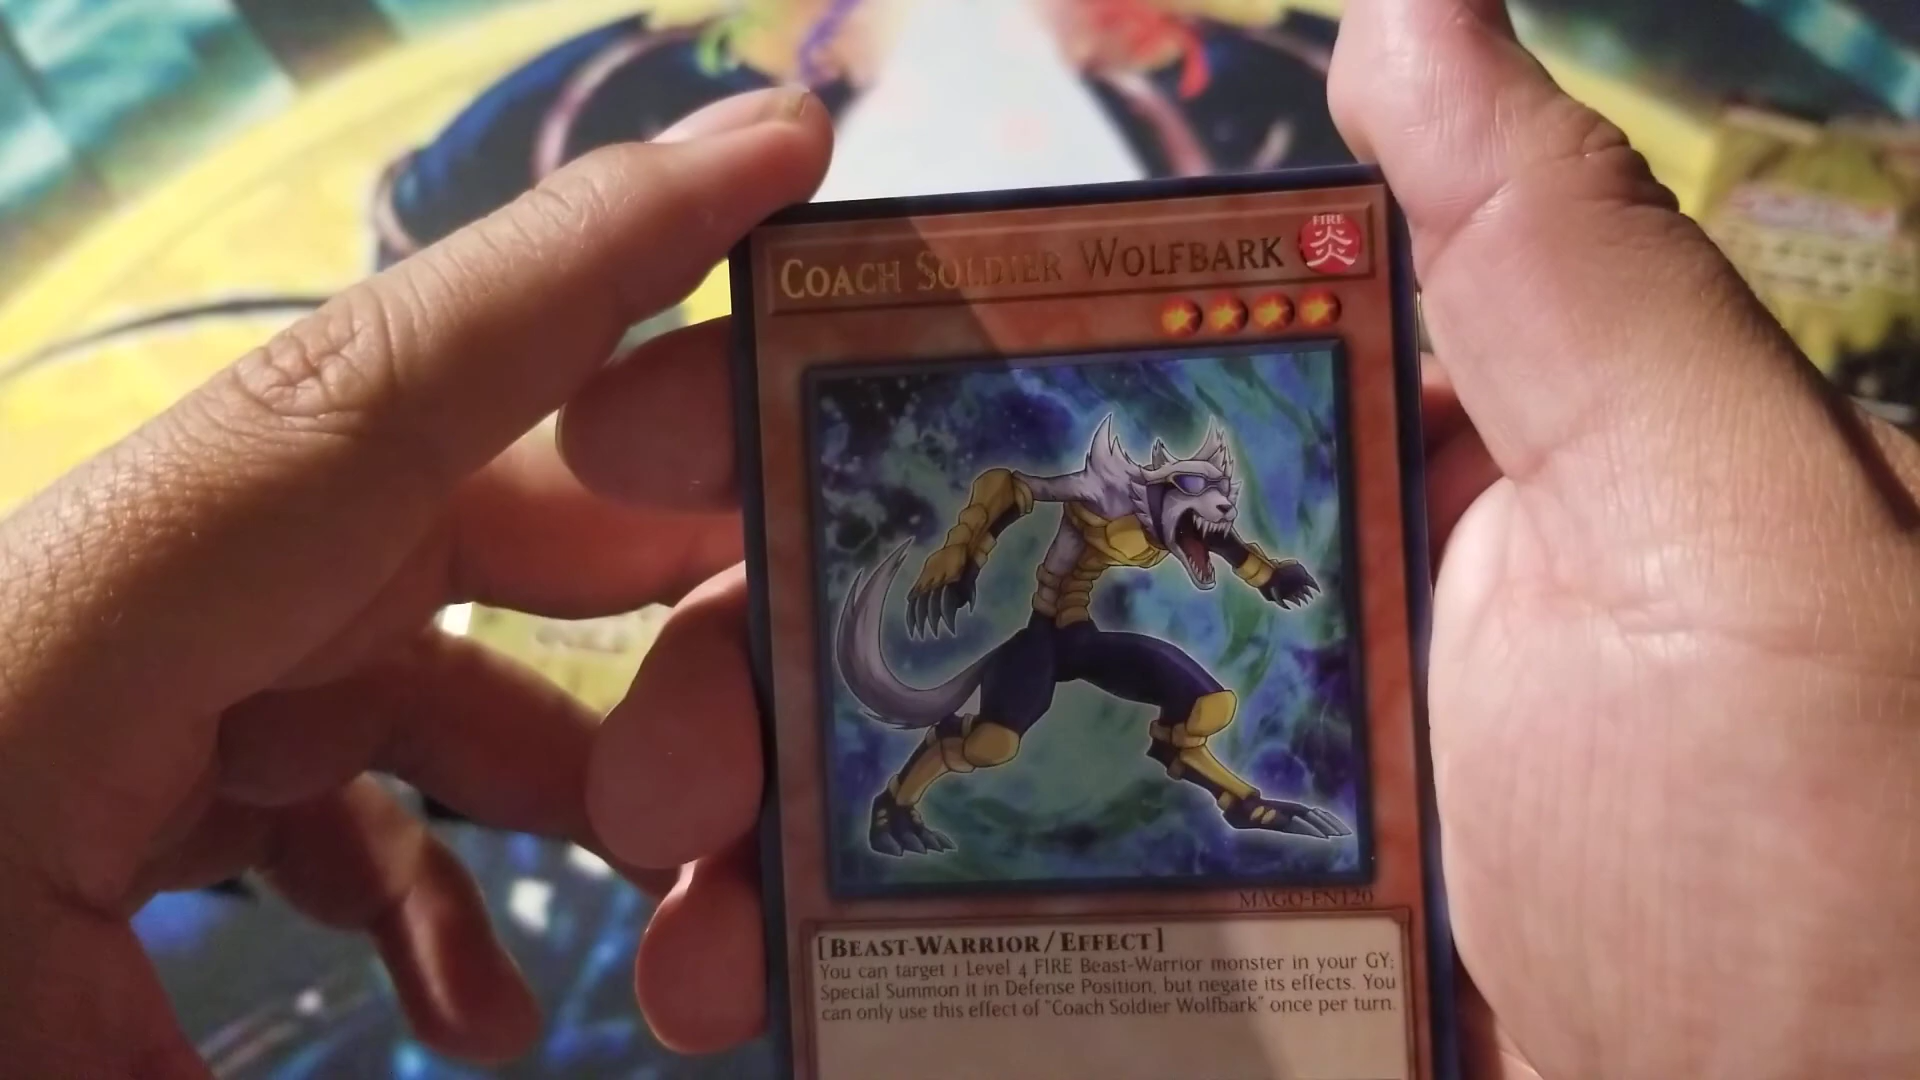 COACH SOLDIER WOLFBARK
FIRE
炎
MAGO-EN120
[BEAST-WARRIOR/EFFECT]
You can target 1 Level 4 FIRE Beast-Warrior monster in your GY;
Special Summon it in Defense Position, but negate its effects. You
can only use this effect of "Coach Soldier Wolfbark" once per turn.